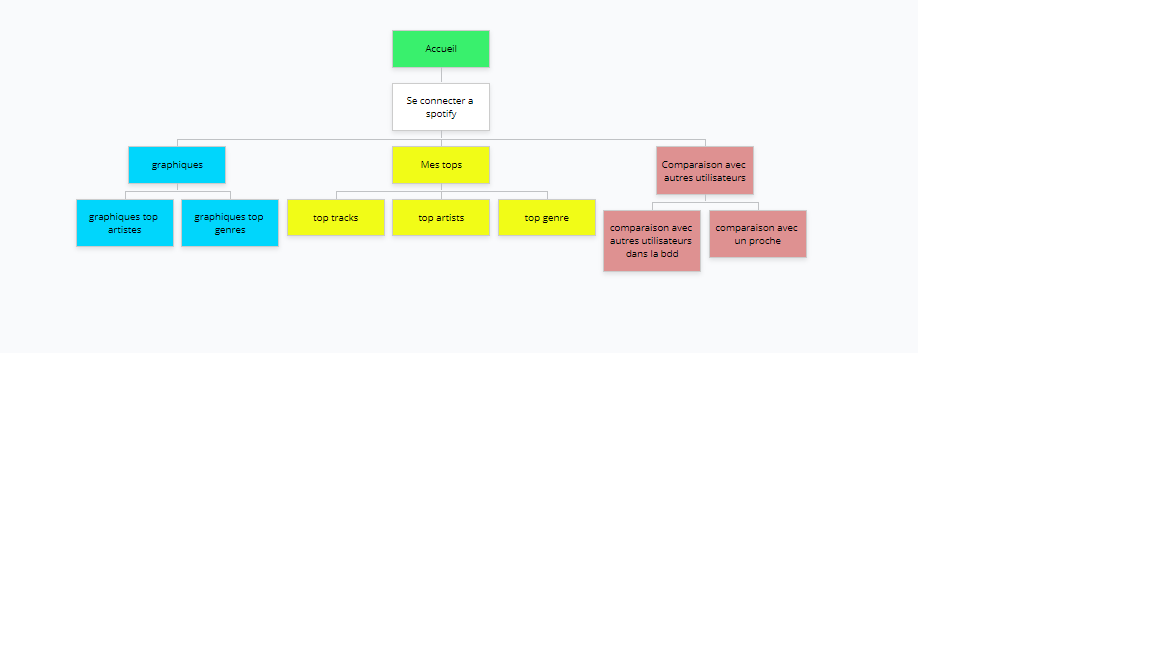 Accueil
Se connecter a
spotify
graphiques
Mes tops
Comparaison avec
autres utilisateurs
graphiques top
artistes
graphiques top
genres
top tracks
top artists
top genre
comparaison avec
autres utilisateurs
dans la bdd
comparaison avec
un proche